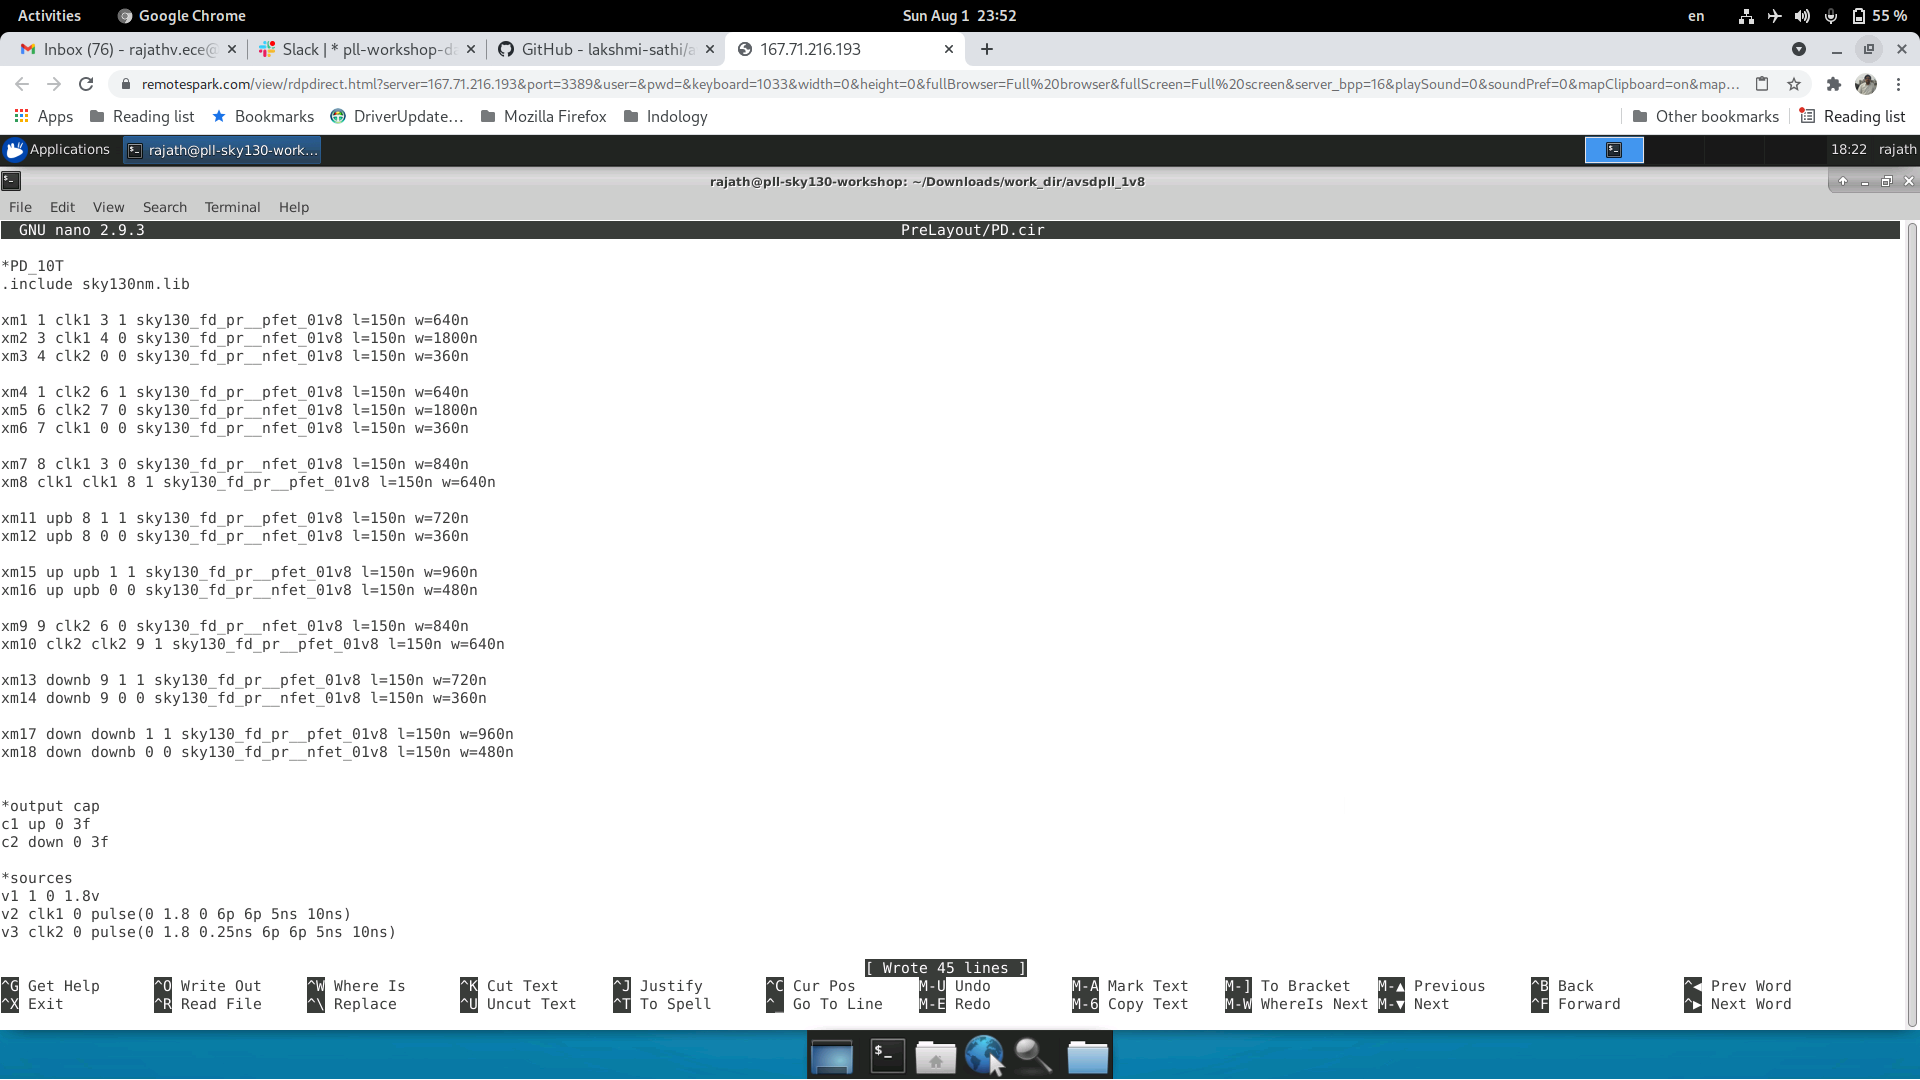 Activities Google Chrome Sun Aug 1 23:52 en 55 %
Inbox (76) - rajathv.ece@ Slack | * pll-workshop-da GitHub - lakshmi-sathi/a 167.71.216.193
remotespark.com/view/rdpdirect.html?server=167.71.216.193&port=3389&user=&pwd=&keyboard=1033&width=0&height=0&fullBrowser=Full%20browser&fullScreen=Full%20screen&server_bpp=16&playSound=0&soundPref=0&mapClipboard=on&map...
Apps Reading list Bookmarks DriverUpdate... Mozilla Firefox Indology Other bookmarks Reading list
Applications rajath@pll-sky130-work... 18:22 rajath
rajath@pll-sky130-workshop: ~/Downloads/work_dir/avsdpll_1v8
File Edit View Search Terminal Help
GNU nano 2.9.3 PreLayout/PD.cir
*PD_10T
.include sky130nm.lib
xm1 1 clk1 3 1 sky130_fd_pr__pfet_01v8 l=150n w=640n
xm2 3 clk1 4 0 sky130_fd_pr__nfet_01v8 l=150n w=1800n
xm3 4 clk2 0 0 sky130_fd_pr__nfet_01v8 l=150n w=360n
xm4 1 clk2 6 1 sky130_fd_pr__pfet_01v8 l=150n w=640n
xm5 6 clk2 7 0 sky130_fd_pr__nfet_01v8 l=150n w=1800n
xm6 7 clk1 0 0 sky130_fd_pr__nfet_01v8 l=150n w=360n
xm7 8 clk1 3 0 sky130_fd_pr__nfet_01v8 l=150n w=840n
xm8 clk1 clk1 8 1 sky130_fd_pr__pfet_01v8 l=150n w=640n
xm11 upb 8 1 1 sky130_fd_pr__pfet_01v8 l=150n w=720n
xm12 upb 8 0 0 sky130_fd_pr__nfet_01v8 l=150n w=360n
xm15 up upb 1 1 sky130_fd_pr__pfet_01v8 l=150n w=960n
xm16 up upb 0 0 sky130_fd_pr__nfet_01v8 l=150n w=480n
xm9 9 clk2 6 0 sky130_fd_pr__nfet_01v8 l=150n w=840n
xm10 clk2 clk2 9 1 sky130_fd_pr__pfet_01v8 l=150n w=640n
xm13 downb 9 1 1 sky130_fd_pr__pfet_01v8 l=150n w=720n
xm14 downb 9 0 0 sky130_fd_pr__nfet_01v8 l=150n w=360n
xm17 down downb 1 1 sky130_fd_pr__pfet_01v8 l=150n w=960n
xm18 down downb 0 0 sky130_fd_pr__nfet_01v8 l=150n w=480n
*output cap
c1 up 0 3f
c2 down 0 3f
*sources
v1 1 0 1.8v
v2 clk1 0 pulse(0 1.8 0 6p 6p 5ns 10ns)
v3 clk2 0 pulse(0 1.8 0.25ns 6p 6p 5ns 10ns)
[ Wrote 45 lines ]
^G Get Help ^O Write Out ^W Where Is ^K Cut Text ^J Justify ^C Cur Pos M-U Undo M-A Mark Text M-] To Bracket M-▲ Previous ^B Back ^◀ Prev Word
^X Exit ^R Read File ^\ Replace ^U Uncut Text ^T To Spell ^_ Go To Line M-E Redo M-6 Copy Text M-W WhereIs Next M-▼ Next ^F Forward ^▶ Next Word